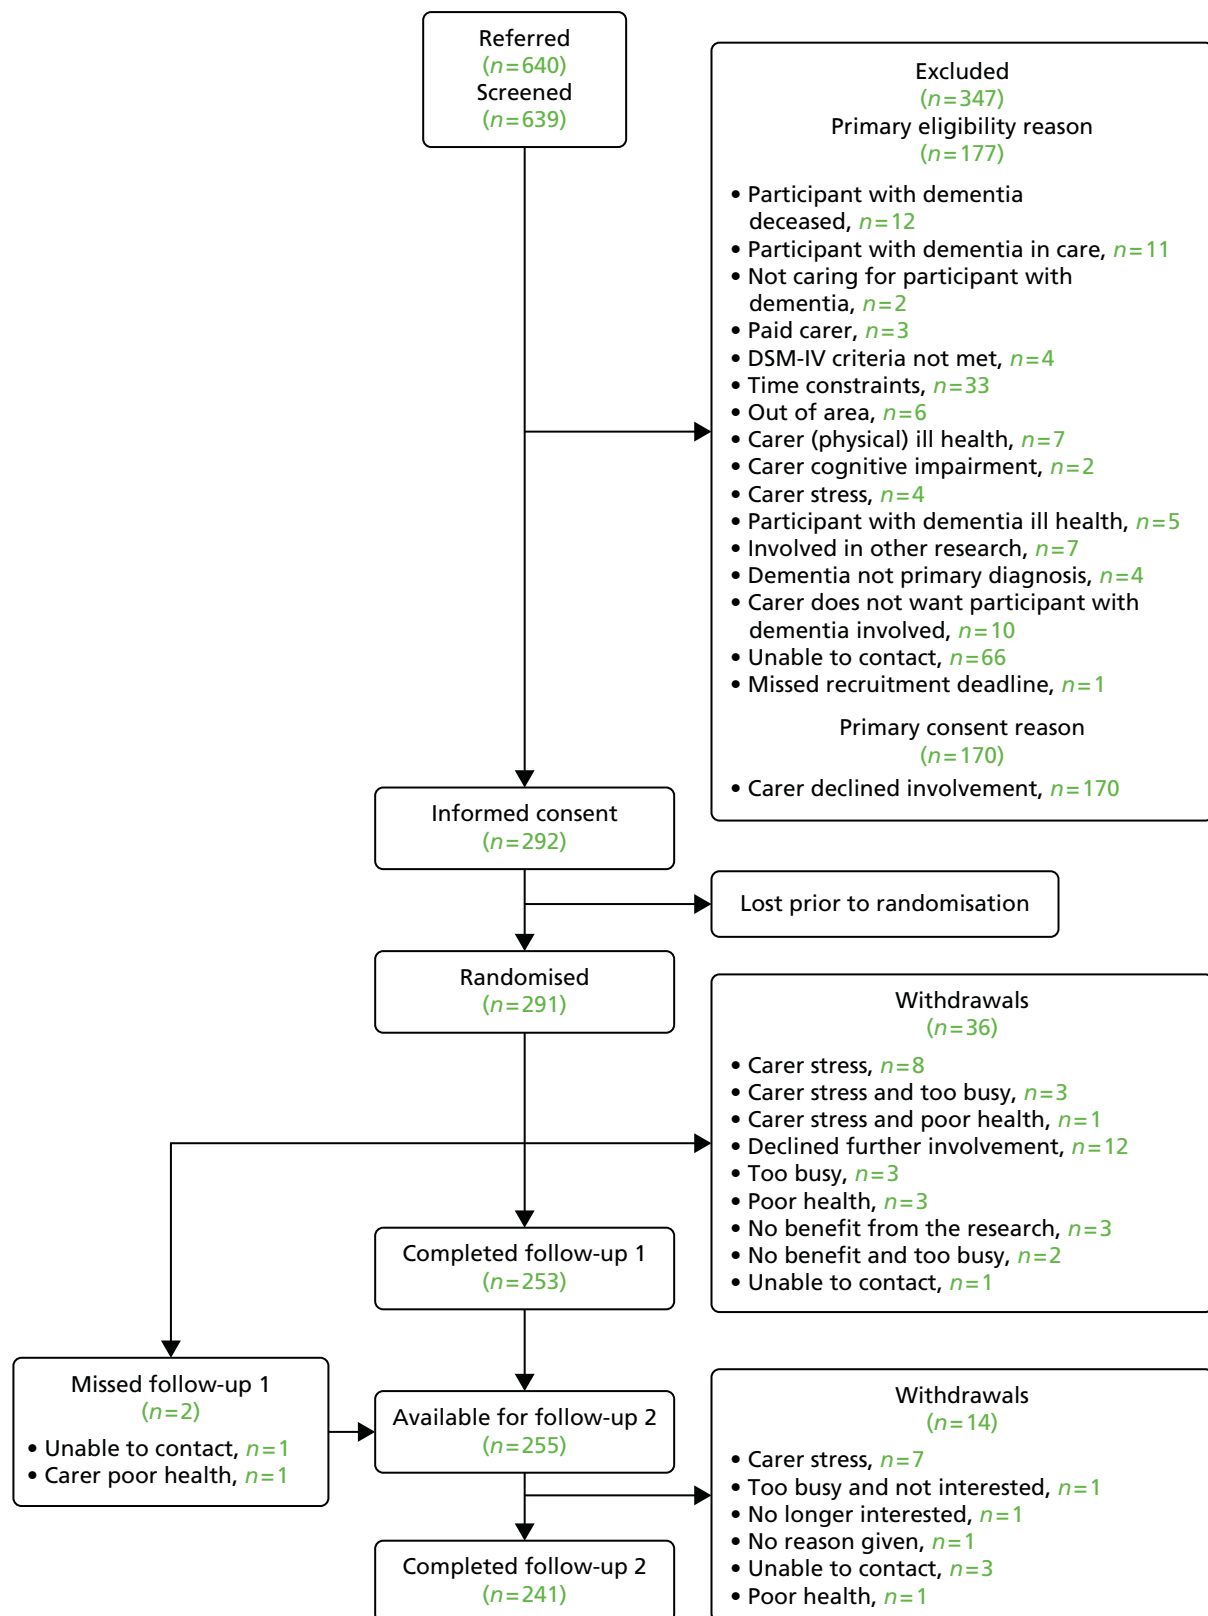 Referred
(n=640)
Screened
(n=639)
Excluded
(n=347)
Primary eligibility reason
(n=177)
• Participant with dementia
deceased, n=12
• Participant with dementia in care, n=11
• Not caring for participant with
dementia, n=2
• Paid carer, n=3
• DSM-IV criteria not met, n=4
• Time constraints, n=33
• Out of area, n=6
• Carer (physical) ill health, n=7
• Carer cognitive impairment, n=2
• Carer stress, n=4
• Participant with dementia ill health, n=5
• Involved in other research, n=7
• Dementia not primary diagnosis, n=4
• Carer does not want participant with
dementia involved, n=10
• Unable to contact, n=66
• Missed recruitment deadline, n=1
Primary consent reason
(n=170)
• Carer declined involvement, n=170
Informed consent
(n=292)
Lost prior to randomisation
Randomised
(n=291)
Withdrawals
(n=36)
• Carer stress, n=8
• Carer stress and too busy, n=3
• Carer stress and poor health, n=1
• Declined further involvement, n=12
• Too busy, n=3
• Poor health, n=3
• No benefit from the research, n=3
• No benefit and too busy, n=2
• Unable to contact, n=1
Completed follow-up 1
(n=253)
Missed follow-up 1
(n=2)
• Unable to contact, n=1
• Carer poor health, n=1
Available for follow-up 2
(n=255)
Withdrawals
(n=14)
• Carer stress, n=7
• Too busy and not interested, n=1
• No longer interested, n=1
• No reason given, n=1
• Unable to contact, n=3
• Poor health, n=1
Completed follow-up 2
(n=241)